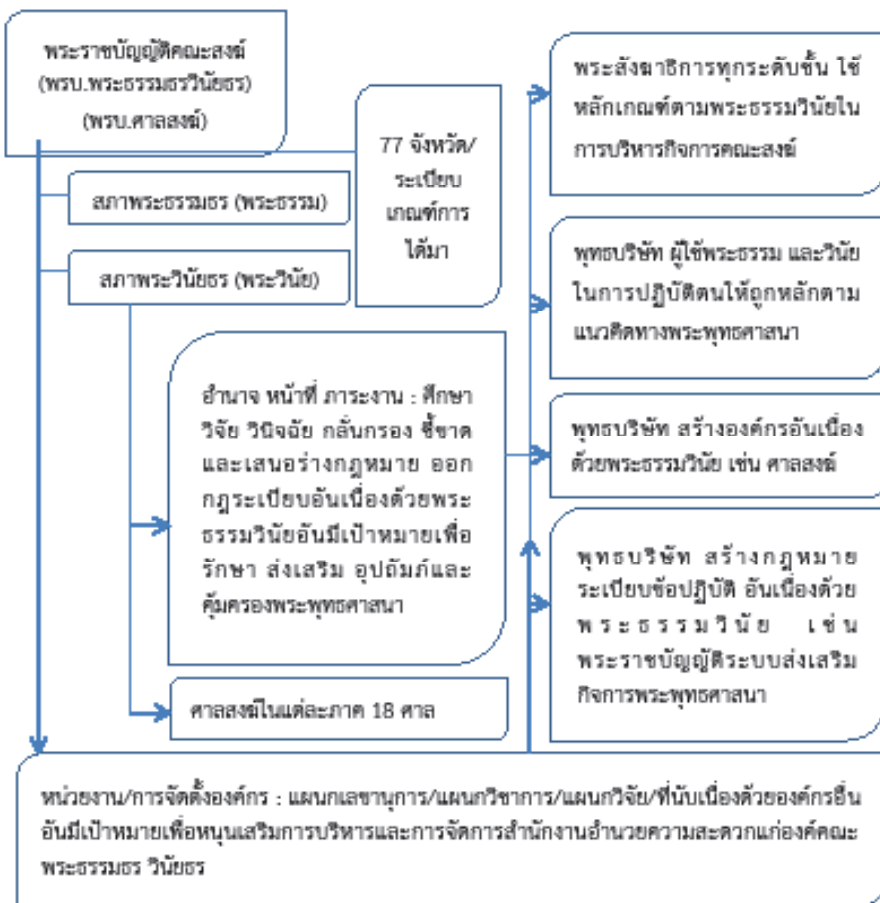 พระราชบัญญัติคณะสงฆ์
(พรบ.พระธรรมธรวินัยธร)
(พรบ.ศาลสงฆ์)
77 จังหวัด/
ระเบียบ
เกณฑ์การ
ได้มา
สภาพระธรรมธร (พระธรรม)
สภาพระวินัยธร (พระวินัย)
อำนาจ หน้าที่ ภาระงาน : ศึกษา
วิจัย วินิจฉัย กลั่นกรอง ชี้ขาด
และเสนอร่างกฎหมาย ออก
กฎระเบียบอันเนื่องด้วยพระ
ธรรมวินัยอันมีเป้าหมายเพื่อ
รักษา ส่งเสริม อุปถัมภ์และ
คุ้มครองพระพุทธศาสนา
ศาลสงฆ์ในแต่ละภาค 18 ศาล
พระสังฆาธิการทุกระดับชั้น ใช้
หลักเกณฑ์ตามพระธรรมวินัยใน
การบริหารกิจการคณะสงฆ์
พุทธบริษัท ผู้ใช้พระธรรม และวินัย
ในการปฏิบัติตนให้ถูกหลักตาม
แนวคิดทางพระพุทธศาสนา
พุทธบริษัท สร้างองค์กรอันเนื่อง
ด้วยพระธรรมวินัย เช่น ศาลสงฆ์
พุทธบริษัท สร้างกฎหมาย
ระเบียบข้อปฏิบัติ อันเนื่องด้วย
พระธรรมวินัย เช่น
พระราชบัญญัติระบบส่งเสริม
กิจการพระพุทธศาสนา
หน่วยงาน/การจัดตั้งองค์กร : แผนกเลขานุการ/แผนกวิชาการ/แผนกวิจัย/ที่นับเนื่องด้วยองค์กรอื่น
อันมีเป้าหมายเพื่อหนุนเสริมการบริหารและการจัดการสำนักงานอำนวยความสะดวกแก่องค์คณะ
พระธรรมธร วินัยธร